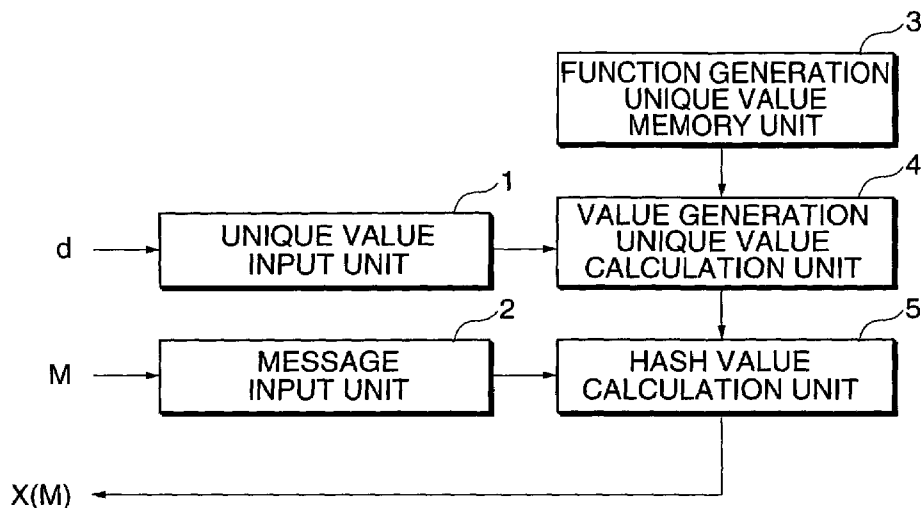 3
FUNCTION GENERATION
UNIQUE VALUE
MEMORY UNIT
1
4
d
UNIQUE VALUE
INPUT UNIT
VALUE GENERATION
UNIQUE VALUE
CALCULATION UNIT
2
5
M
MESSAGE
INPUT UNIT
HASH VALUE
CALCULATION UNIT
X(M)